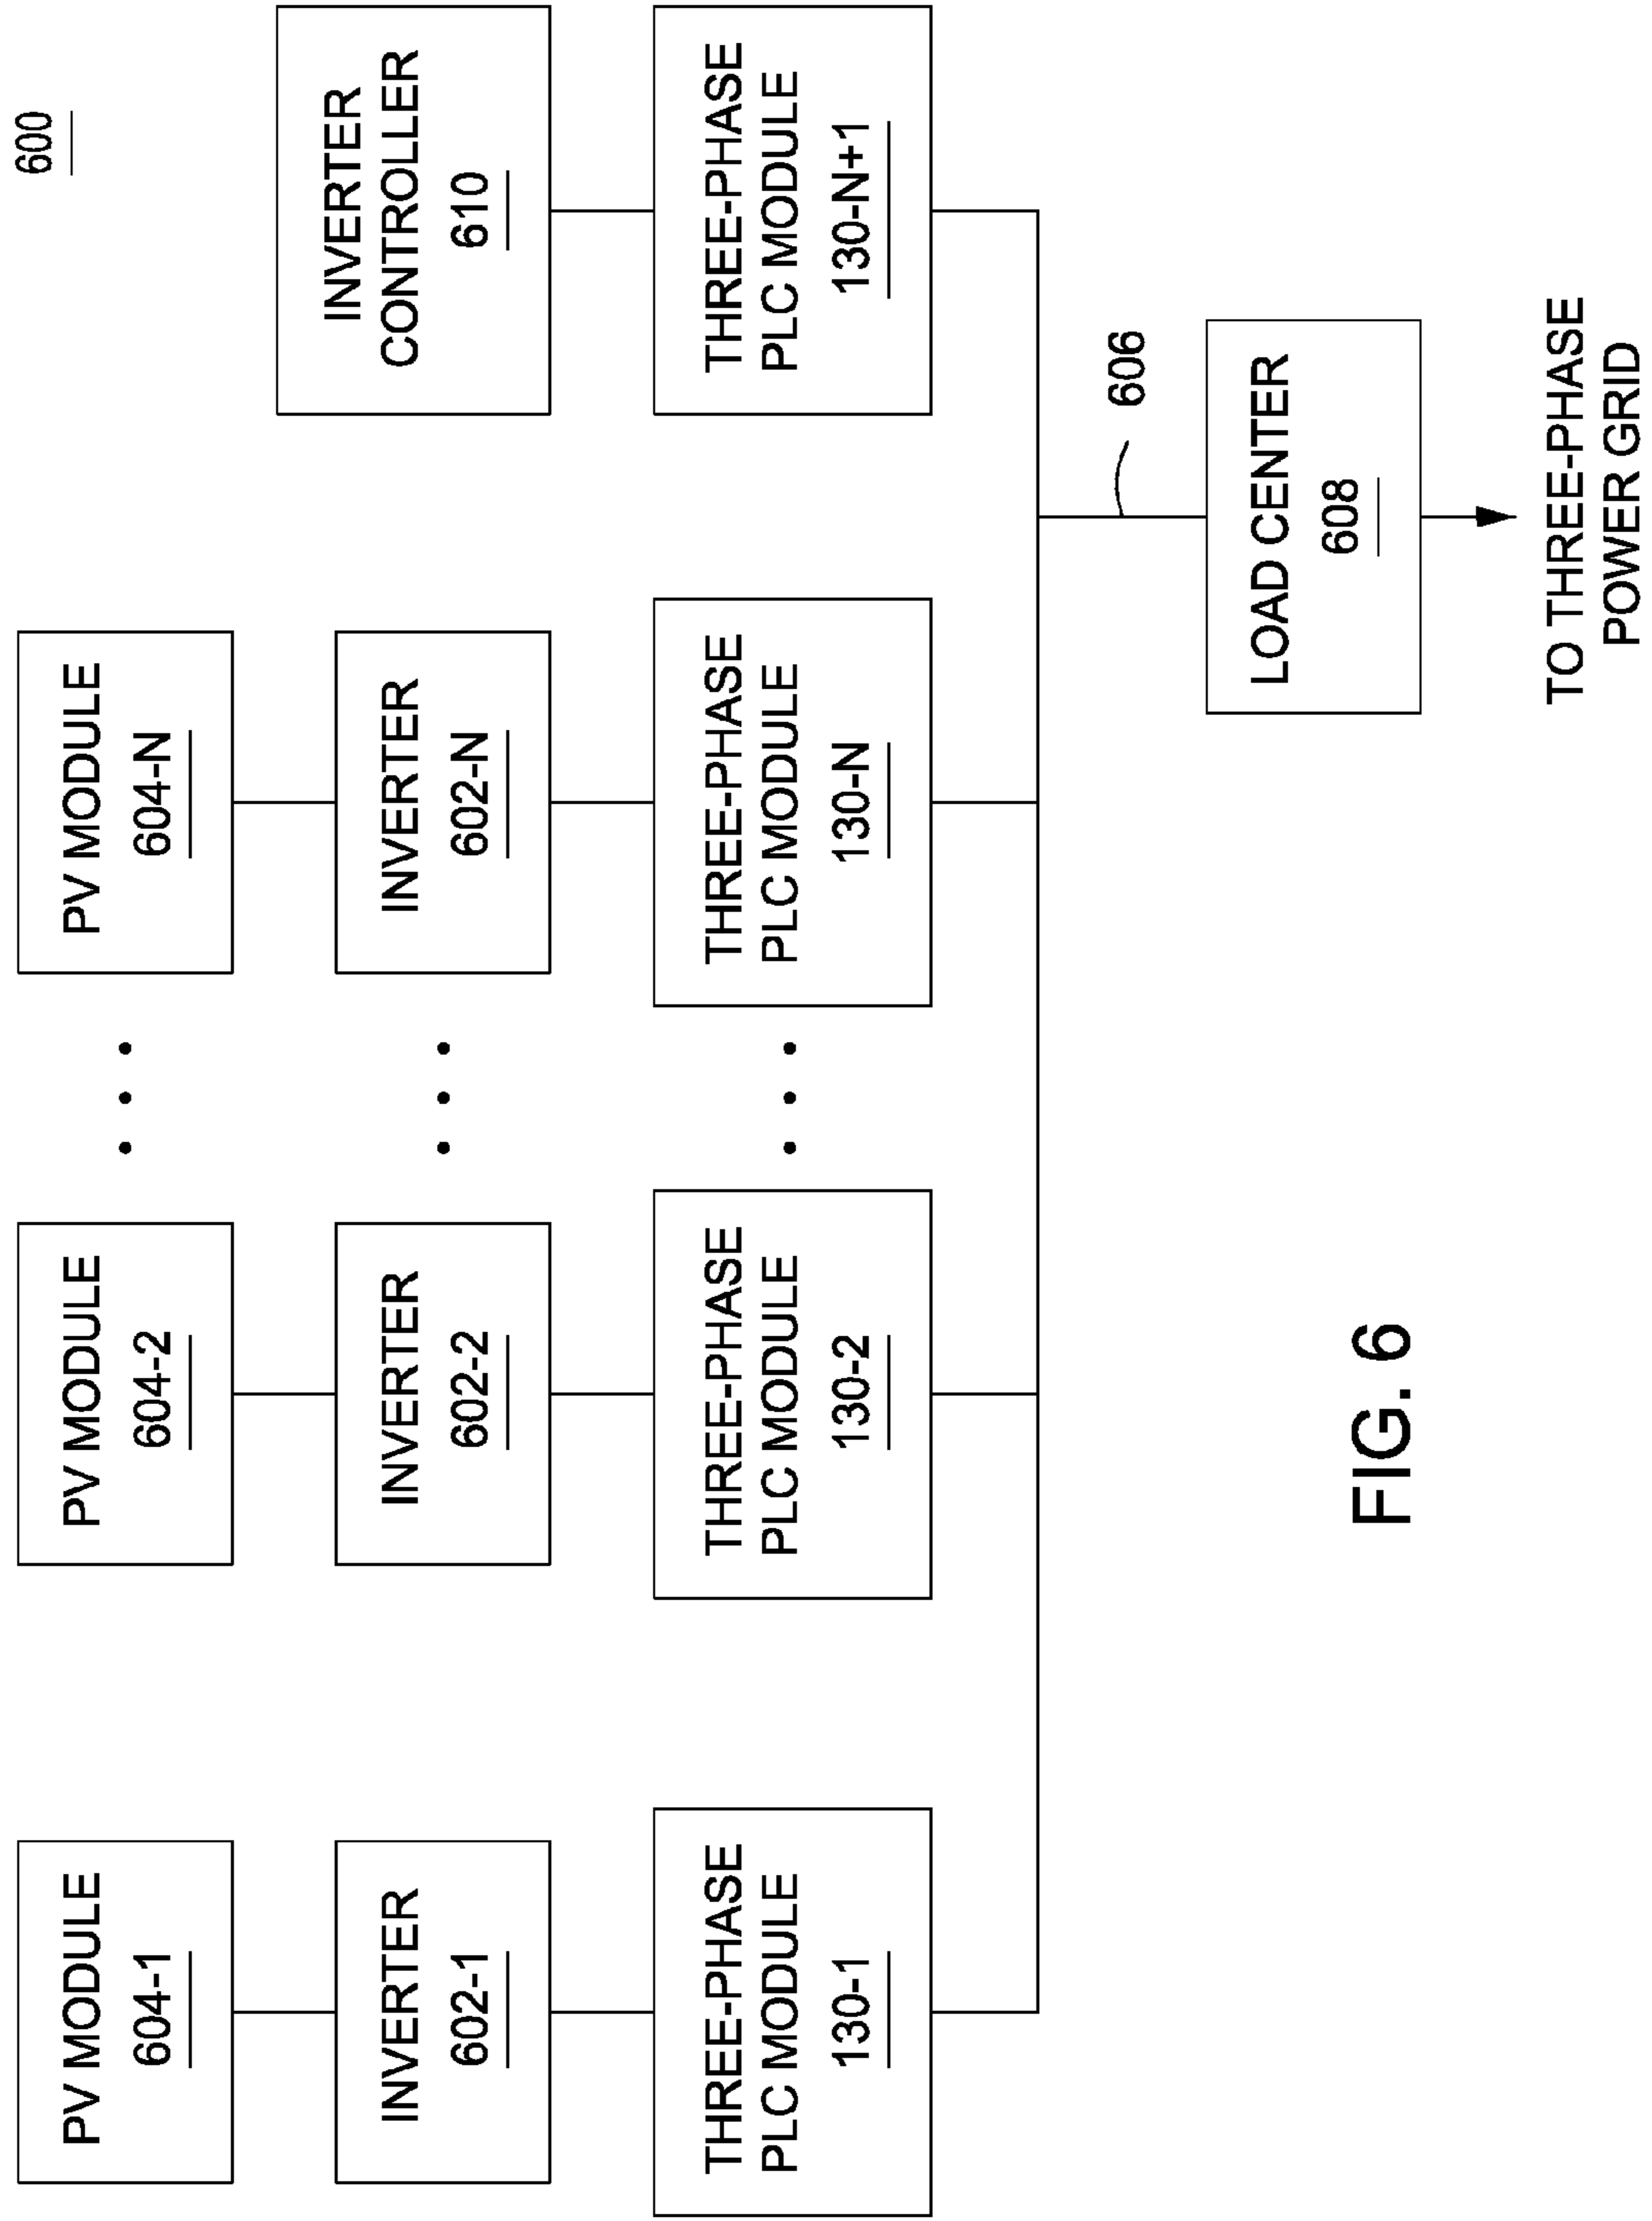 600
PV MODULE
604-1
PV MODULE
604-2
PV MODULE
604-N
INVERTER
602-1
INVERTER
602-2
INVERTER
602-N
INVERTER
CONTROLLER
610
THREE-PHASE
PLC MODULE
130-1
THREE-PHASE
PLC MODULE
130-2
THREE-PHASE
PLC MODULE
130-N
THREE-PHASE
PLC MODULE
130-N+1
606
LOAD CENTER
608
TO THREE-PHASE
POWER GRID
FIG. 6